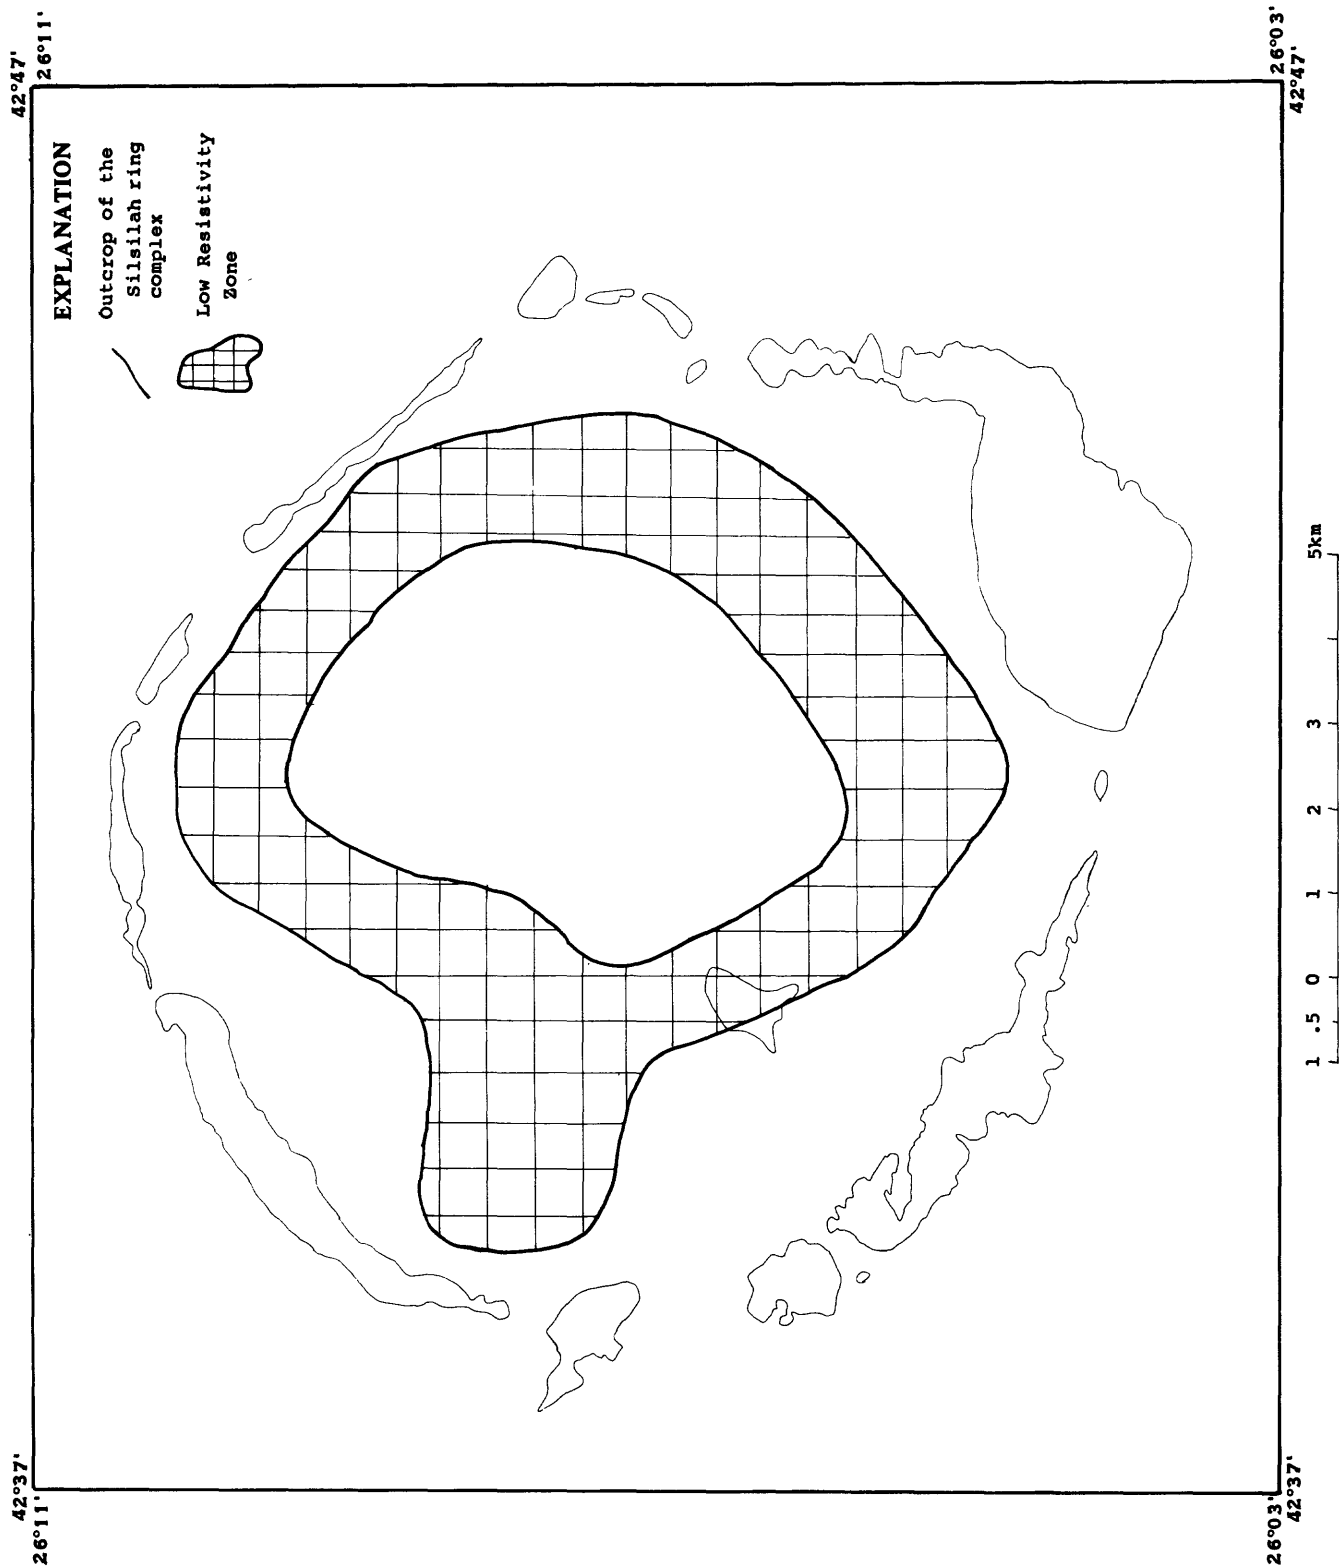 42°37'
42°47'
26°11'
26°11'
EXPLANATION
Outcrop of the
Silsilah ring
complex
Low Resistivity
Zone
26°03'
26°03'
42°37'
42°47'
1 .5 0 1 2 3 5km